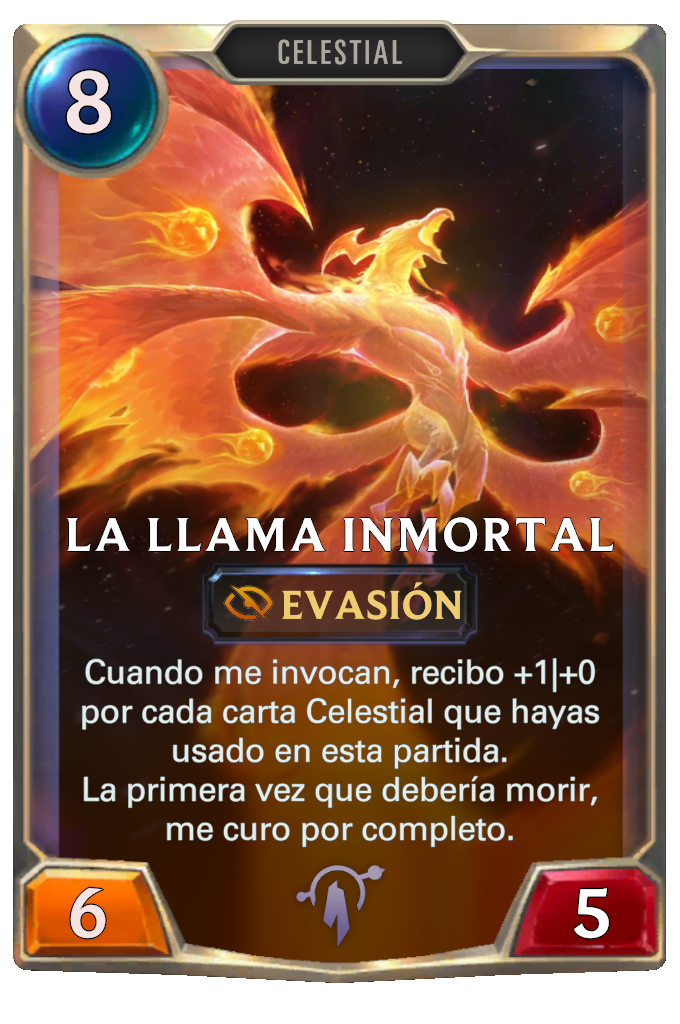 CELESTIAL
8
LA LLAMA INMORTAL
EVASIÓN
Cuando me invocan, recibo +1|+0
por cada carta Celestial que hayas
usado en esta partida.
La primera vez que debería morir,
me curo por completo.
6
5